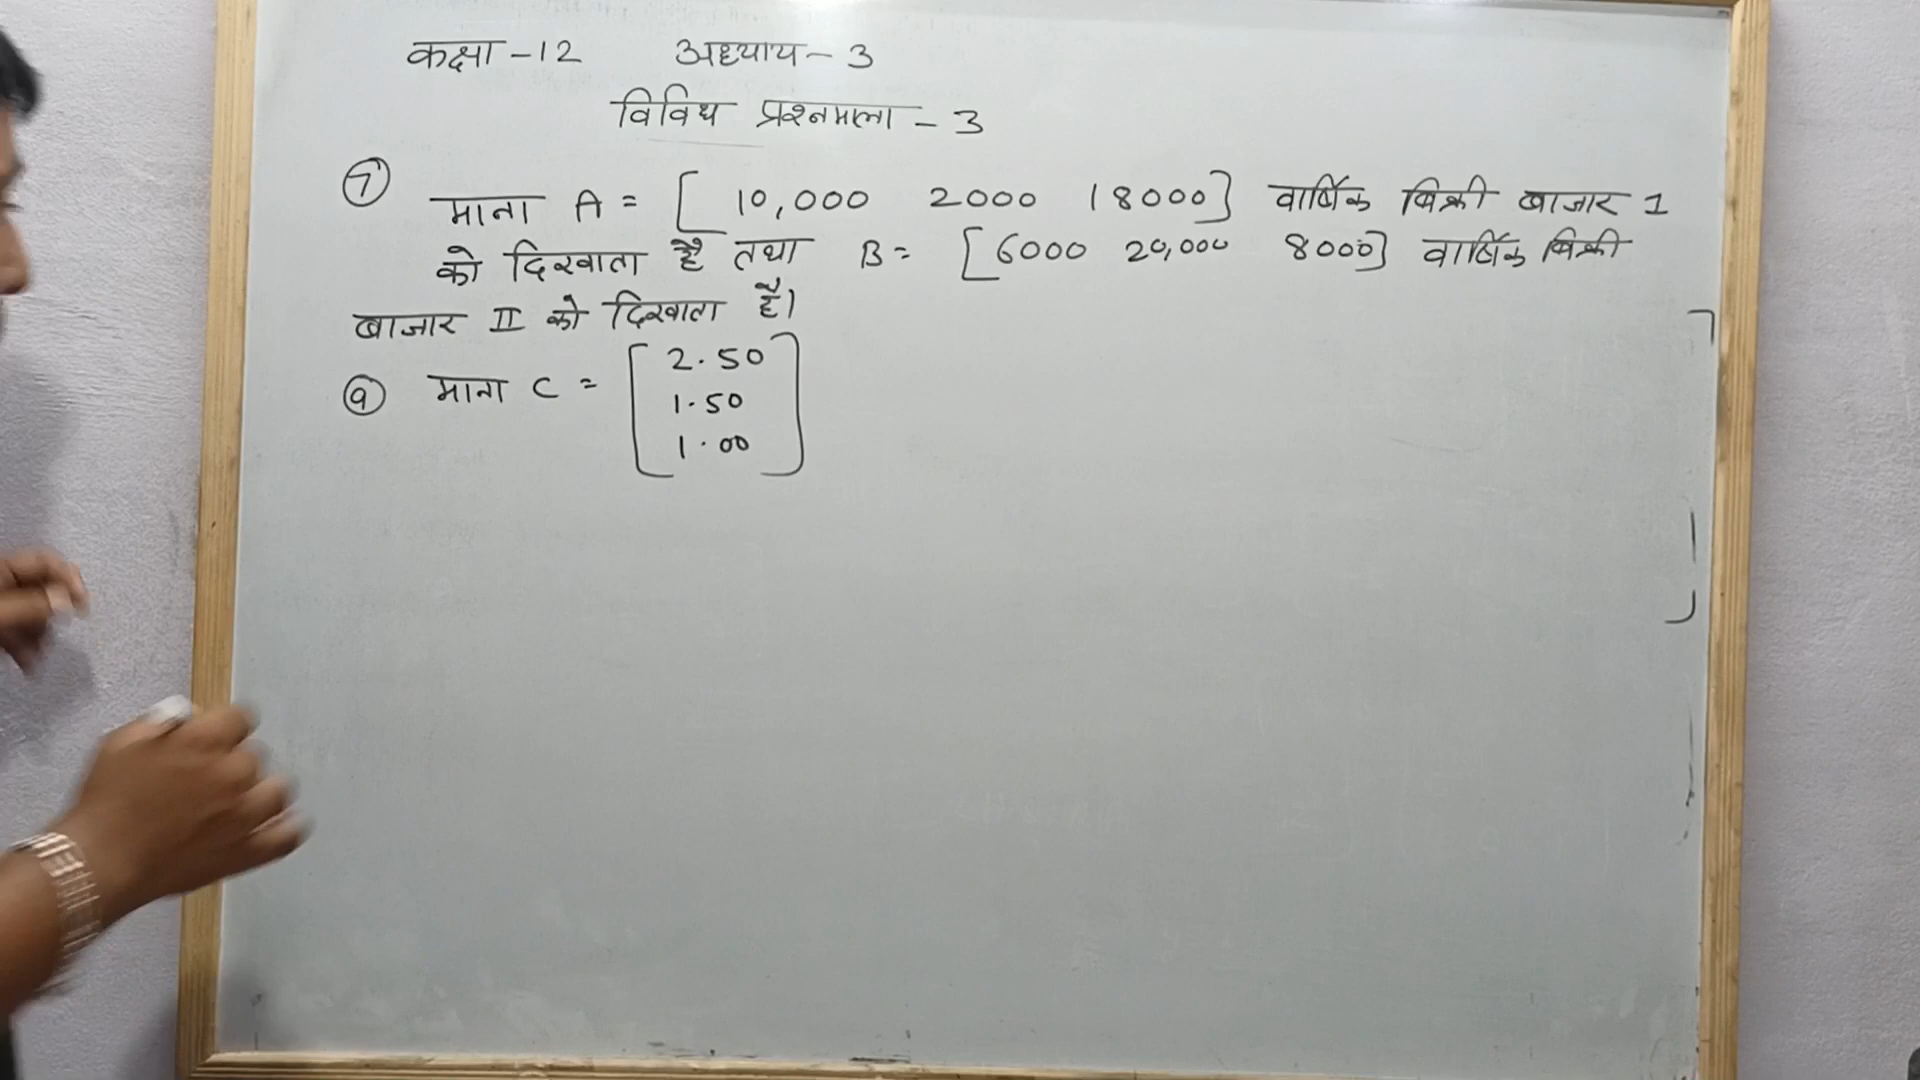 कक्षा - 12 अध्याय - 3
विविध प्रश्नमाला - 3
7 माना A = [ 10,000 2000 18000 ] वार्षिक बिक्री बाजार I
को दिखाता है तथा B = [ 6000 20,000 8000 ] वार्षिक बिक्री
बाजार II को दिखाता है।
(a) माना C = [ 2.50
1.50
1.00 ]